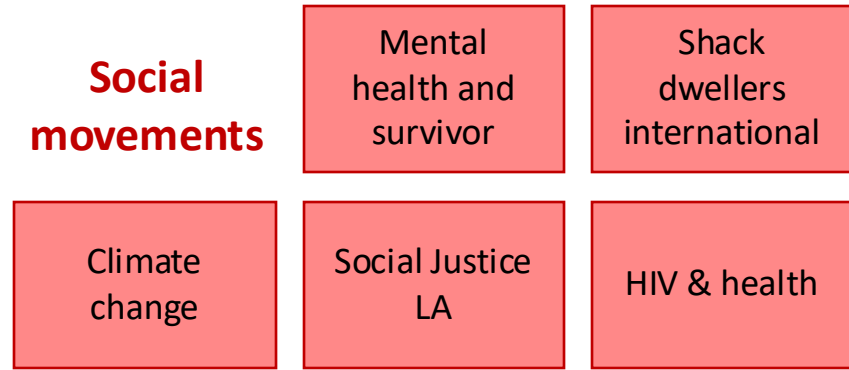 Social
movements
Mental
health and
survivor
Shack
dwellers
international
Climate
change
Social Justice
LA
HIV & health